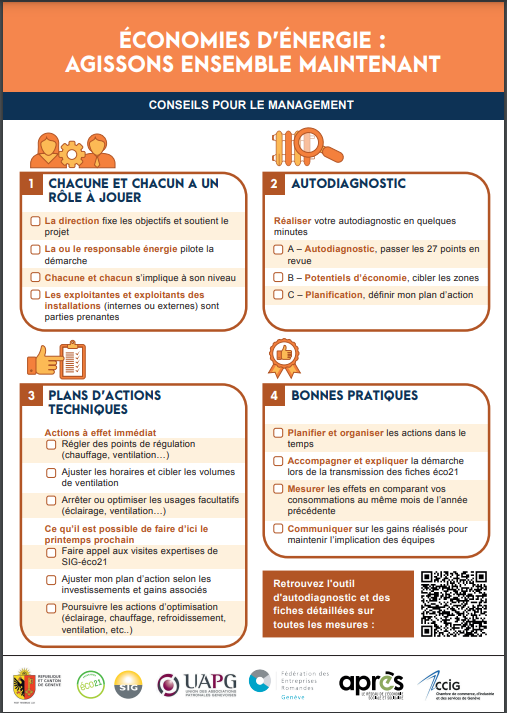 ÉCONOMIES D'ÉNERGIE :
AGISSONS ENSEMBLE MAINTENANT
CONSEILS POUR LE MANAGEMENT
1
CHACUNE ET CHACUN A UN
RÔLE À JOUER
La direction fixe les objectifs et soutient le
projet
La ou le responsable énergie pilote la
démarche
Chacune et chacun s'implique à son niveau
Les exploitantes et exploitants des
installations (internes ou externes) sont
parties prenantes
2
AUTODIAGNOSTIC
Réaliser votre autodiagnostic en quelques
minutes
A – Autodiagnostic, passer les 27 points en
revue
B – Potentiels d'économie, cibler les zones
C – Planification, définir mon plan d'action
3
PLANS D'ACTIONS
TECHNIQUES
Actions à effet immédiat
Régler des points de régulation
(chauffage, ventilation…)
Ajuster les horaires et cibler les volumes
de ventilation
Arrêter ou optimiser les usages facultatifs
(éclairage, ventilation…)
Ce qu'il est possible de faire d'ici le
printemps prochain
Faire appel aux visites expertises de
SIG-éco21
Ajuster mon plan d'action selon les
investissements et gains associés
Poursuivre les actions d'optimisation
(éclairage, chauffage, refroidissement,
ventilation, etc..)
4
BONNES PRATIQUES
Planifier et organiser les actions dans le
temps
Accompagner et expliquer la démarche
lors de la transmission des fiches éco21
Mesurer les effets en comparant vos
consommations au même mois de l'année
précédente
Communiquer sur les gains réalisés pour
maintenir l'implication des équipes
Retrouvez l'outil
d'autodiagnostic et des
fiches détaillées sur
toutes les mesures :
REPUBLIQUE
ET CANTON
DE GENEVE
éco21
SIG
UAPG
UNION DES ASSOCIATIONS
PATRONALES GENEVOISES
Fédération des
Entreprises
Romandes
Genève
après
LE RÉSEAU DE L'ÉCONOMIE
SOCIALE ET SOLIDAIRE
CCIG
Chambre de commerce, d'industrie
et des services de Genève